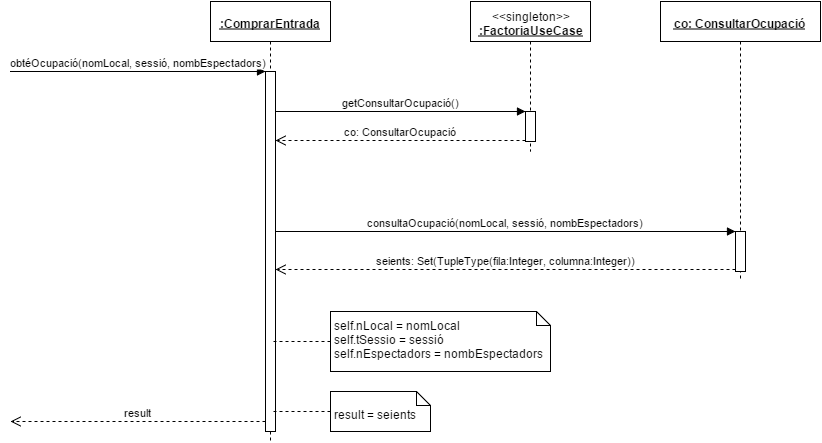 :ComprarEntrada
<<singleton>>
:FactoriaUseCase
co: ConsultarOcupació
obtéOcupació(nomLocal, sessió, nombEspectadors)
getConsultarOcupació()
co: ConsultarOcupació
consultaOcupació(nomLocal, sessió, nombEspectadors)
seients: Set(TupleType(fila:Integer, columna:Integer))
self.nLocal = nomLocal
self.tSessio = sessió
self.nEspectadors = nombEspectadors
result = seients
result